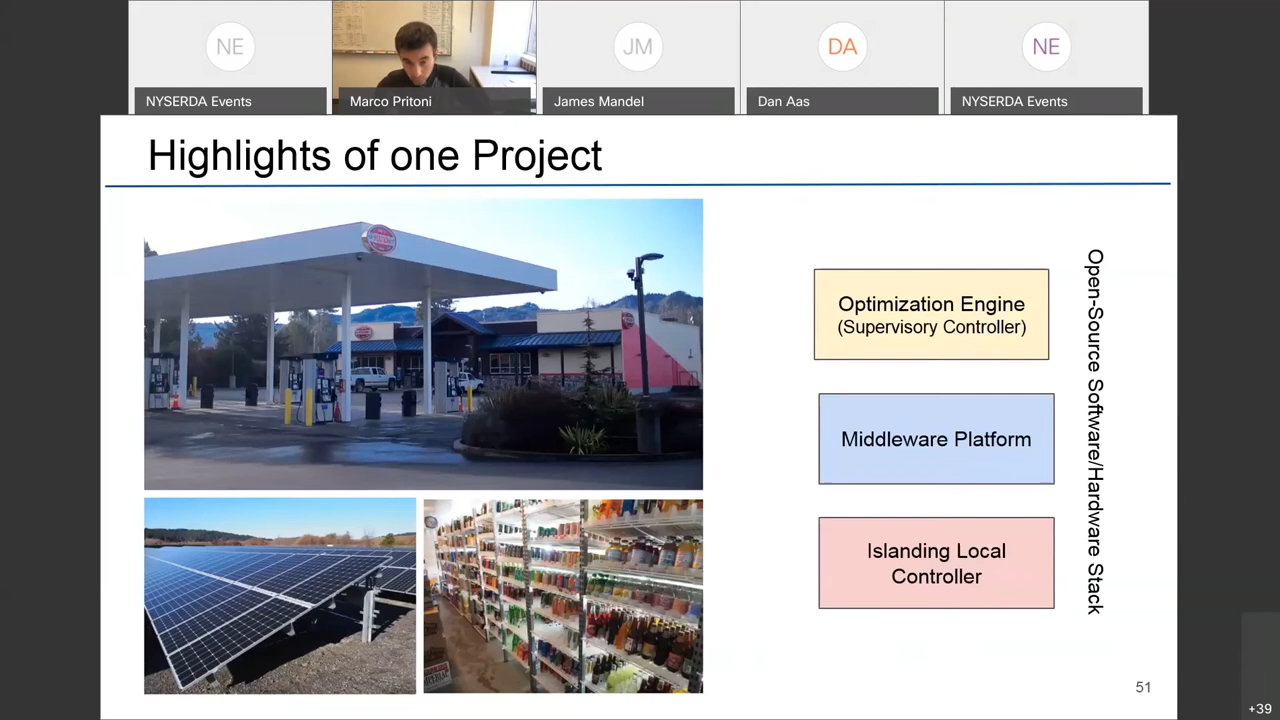 NE
JM
DA
NE
NYSERDA Events
Marco Pritoni
James Mandel
Dan Aas
NYSERDA Events
Highlights of one Project
Optimization Engine
(Supervisory Controller)
Middleware Platform
Islanding Local
Controller
Open-Source Software/Hardware Stack
51
+39